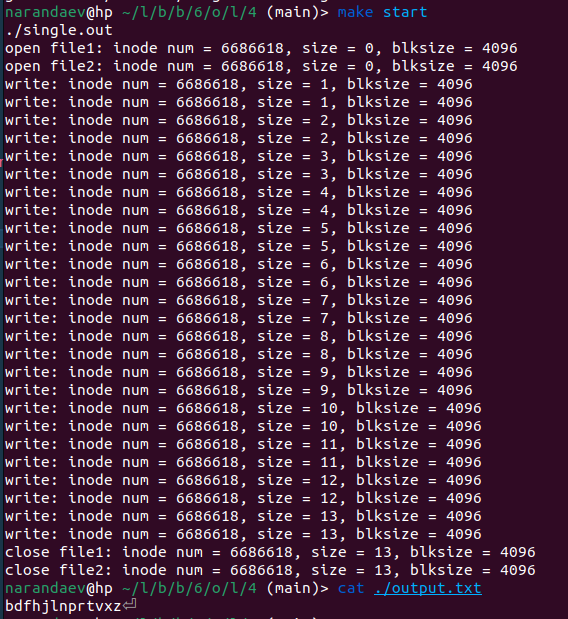 narandaev@hp ~/l/b/b/6/o/l/4 (main)> make start
./single.out
open file1: inode num = 6686618, size = 0, blksize = 4096
open file2: inode num = 6686618, size = 0, blksize = 4096
write: inode num = 6686618, size = 1, blksize = 4096
write: inode num = 6686618, size = 1, blksize = 4096
write: inode num = 6686618, size = 2, blksize = 4096
write: inode num = 6686618, size = 2, blksize = 4096
write: inode num = 6686618, size = 3, blksize = 4096
write: inode num = 6686618, size = 3, blksize = 4096
write: inode num = 6686618, size = 4, blksize = 4096
write: inode num = 6686618, size = 4, blksize = 4096
write: inode num = 6686618, size = 5, blksize = 4096
write: inode num = 6686618, size = 5, blksize = 4096
write: inode num = 6686618, size = 6, blksize = 4096
write: inode num = 6686618, size = 6, blksize = 4096
write: inode num = 6686618, size = 7, blksize = 4096
write: inode num = 6686618, size = 7, blksize = 4096
write: inode num = 6686618, size = 8, blksize = 4096
write: inode num = 6686618, size = 8, blksize = 4096
write: inode num = 6686618, size = 9, blksize = 4096
write: inode num = 6686618, size = 9, blksize = 4096
write: inode num = 6686618, size = 10, blksize = 4096
write: inode num = 6686618, size = 10, blksize = 4096
write: inode num = 6686618, size = 11, blksize = 4096
write: inode num = 6686618, size = 11, blksize = 4096
write: inode num = 6686618, size = 12, blksize = 4096
write: inode num = 6686618, size = 12, blksize = 4096
write: inode num = 6686618, size = 13, blksize = 4096
write: inode num = 6686618, size = 13, blksize = 4096
close file1: inode num = 6686618, size = 13, blksize = 4096
close file2: inode num = 6686618, size = 13, blksize = 4096
narandaev@hp ~/l/b/b/6/o/l/4 (main)> cat ./output.txt
bdfhjlnprtvxz⏎